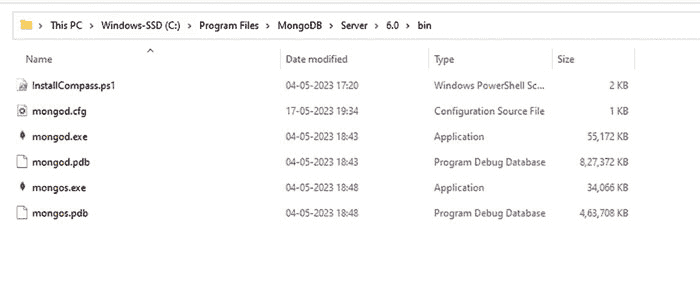 This PC > Windows-SSD (C:) > Program Files > MongoDB > Server > 6.0 > bin
Name Date modified Type Size
InstallCompass.ps1 04-05-2023 17:20 Windows PowerShell Sc... 2 KB
mongod.cfg 17-05-2023 19:34 Configuration Source File 1 KB
mongod.exe 04-05-2023 18:43 Application 55,172 KB
mongod.pdb 04-05-2023 18:43 Program Debug Database 8,27,372 KB
mongos.exe 04-05-2023 18:48 Application 34,066 KB
mongos.pdb 04-05-2023 18:48 Program Debug Database 4,63,708 KB